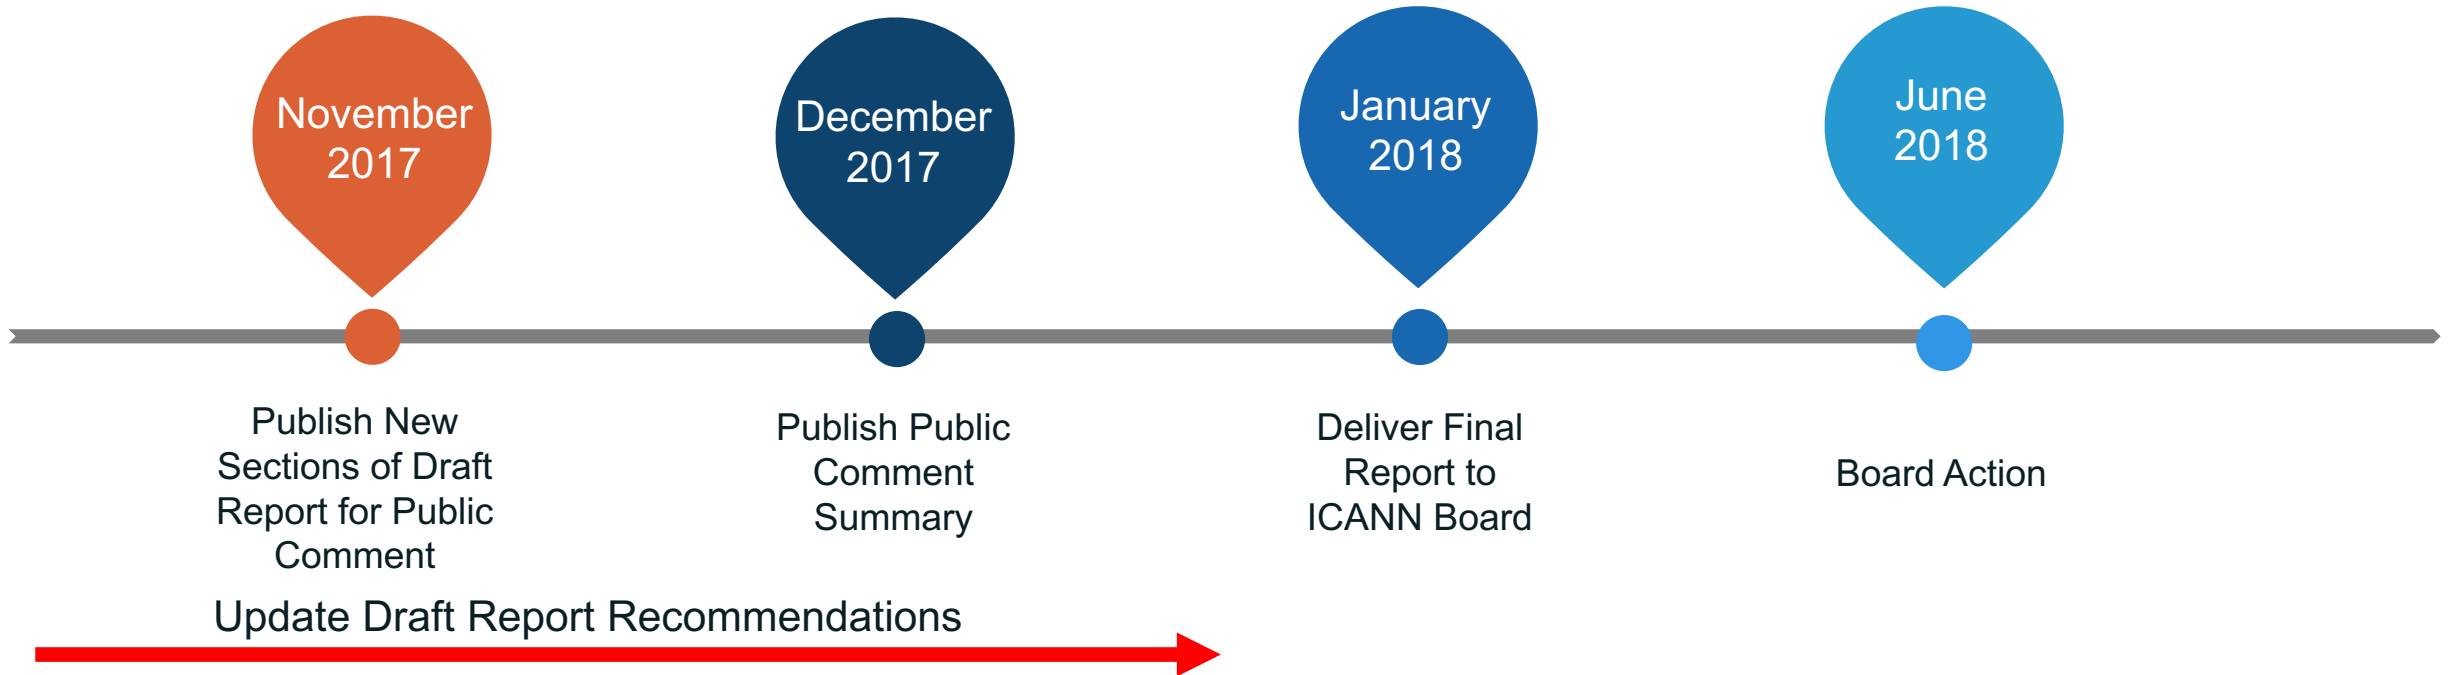 November
2017
December
2017
January
2018
June
2018
Publish New
Sections of Draft
Report for Public
Comment
Publish Public
Comment
Summary
Deliver Final
Report to
ICANN Board
Board Action
Update Draft Report Recommendations